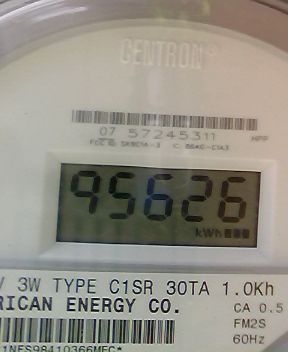 CENTRON®
07 57245311
95626
kWh
V 3W TYPE C1SR 30TA 1.0Kh
RICAN ENERGY CO.
CA 0.5
FM2S
60Hz